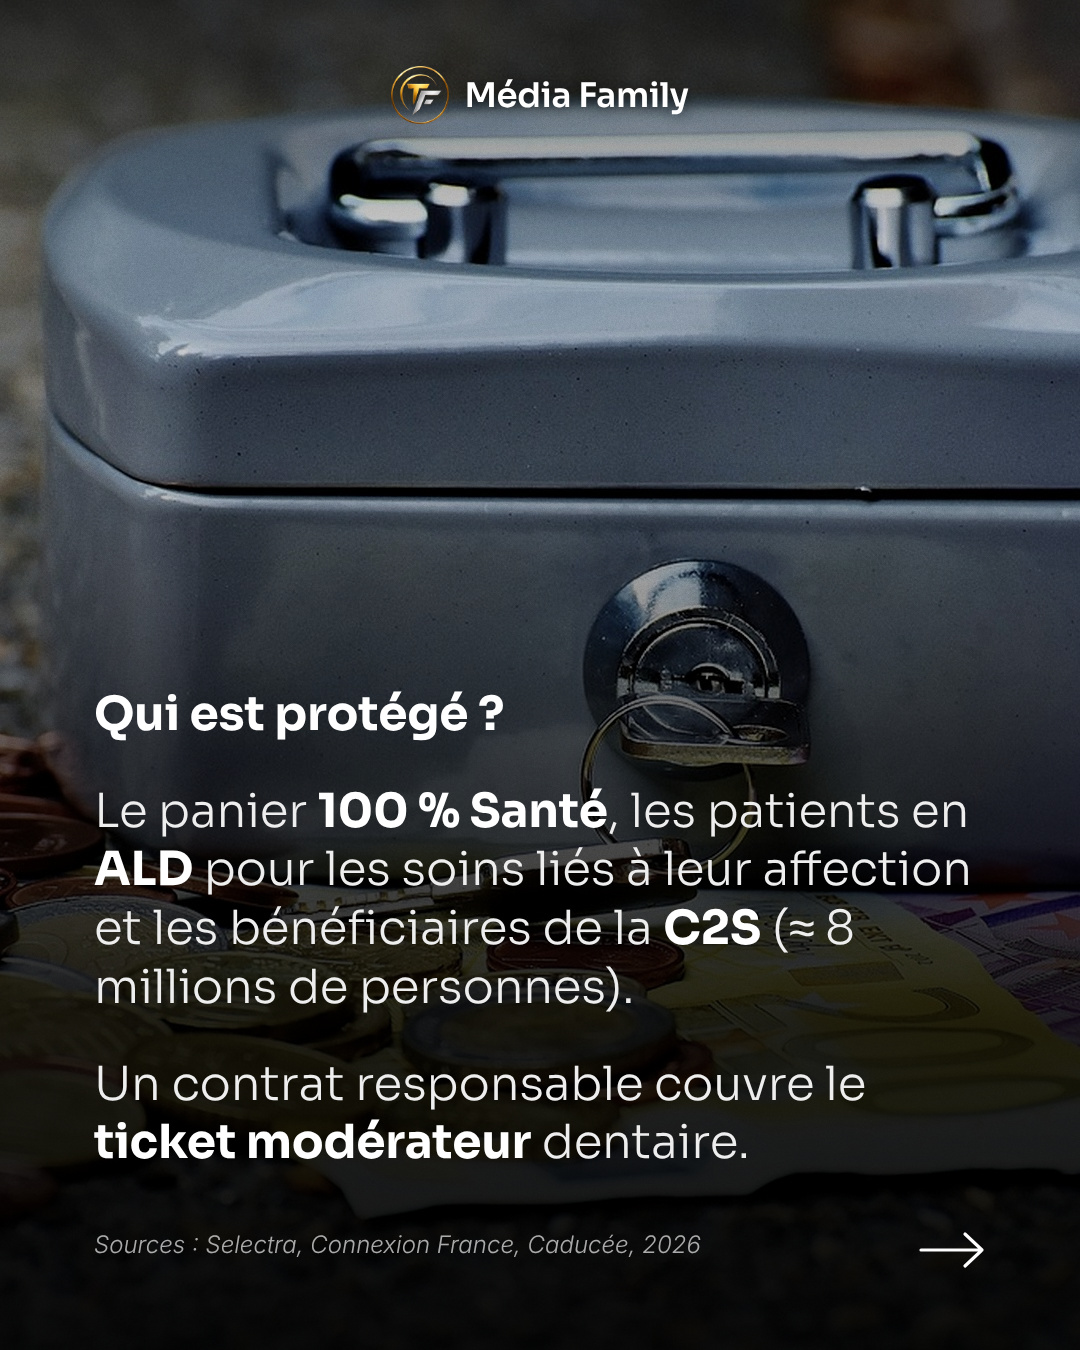 Média Family
Qui est protégé ?
Le panier 100 % Santé, les patients en
ALD pour les soins liés à leur affection
et les bénéficiaires de la C2S (≈ 8
millions de personnes).
Un contrat responsable couvre le
ticket modérateur dentaire.
Sources : Selectra, Connexion France, Caducée, 2026